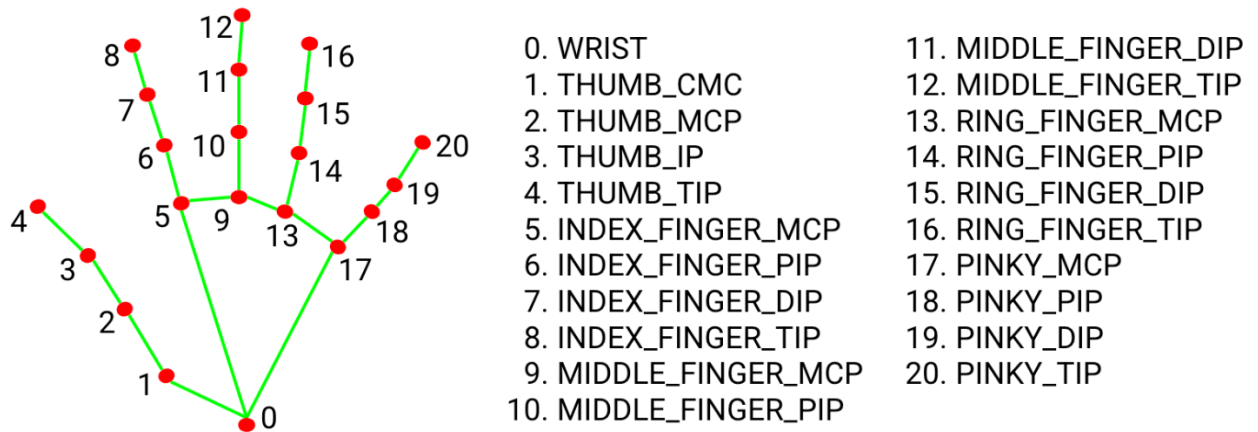 12
8
16
11
7
15
10
6
20
14
4
19
5
9
18
13
3
17
2
1
0
0. WRIST
1. THUMB_CMC
2. THUMB_MCP
3. THUMB_IP
4. THUMB_TIP
5. INDEX_FINGER_MCP
6. INDEX_FINGER_PIP
7. INDEX_FINGER_DIP
8. INDEX_FINGER_TIP
9. MIDDLE_FINGER_MCP
10. MIDDLE_FINGER_PIP
11. MIDDLE_FINGER_DIP
12. MIDDLE_FINGER_TIP
13. RING_FINGER_MCP
14. RING_FINGER_PIP
15. RING_FINGER_DIP
16. RING_FINGER_TIP
17. PINKY_MCP
18. PINKY_PIP
19. PINKY_DIP
20. PINKY_TIP